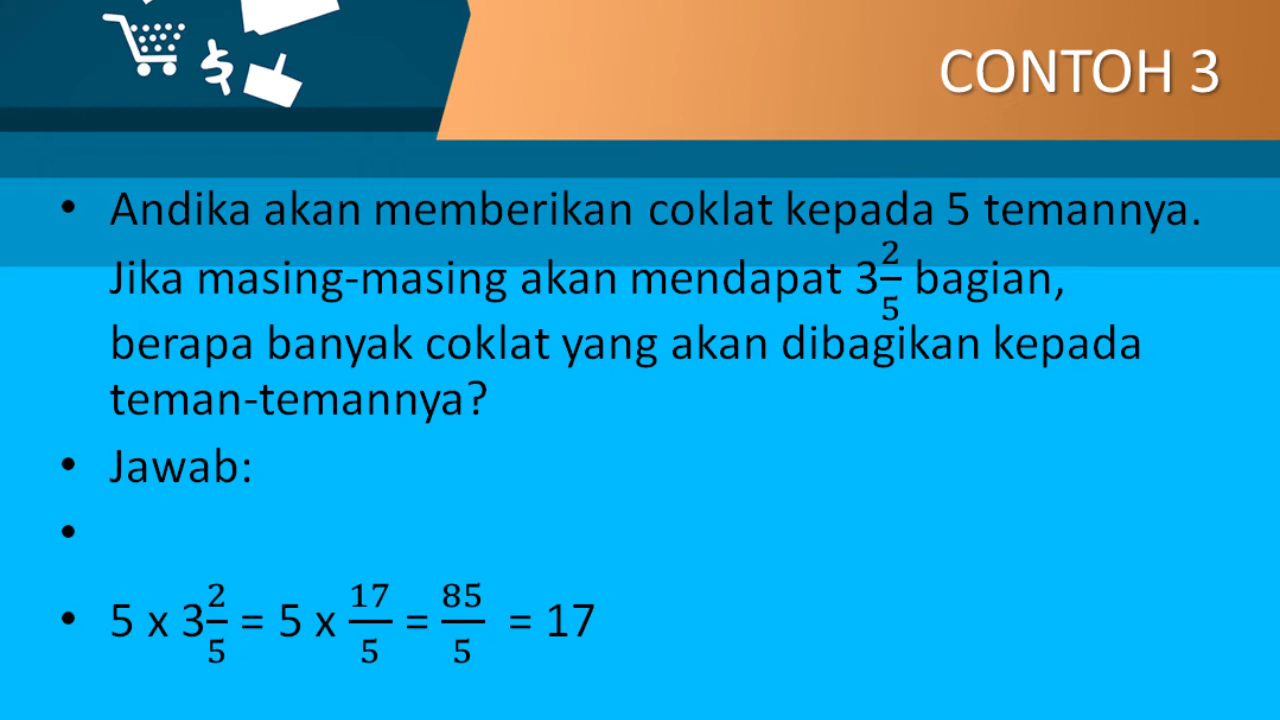 CONTOH 3
• Andika akan memberikan coklat kepada 5 temannya.
Jika masing-masing akan mendapat 3 2/5 bagian,
berapa banyak coklat yang akan dibagikan kepada
teman-temannya?
• Jawab:
•
• 5 x 3 2/5 = 5 x 17/5 = 85/5 = 17